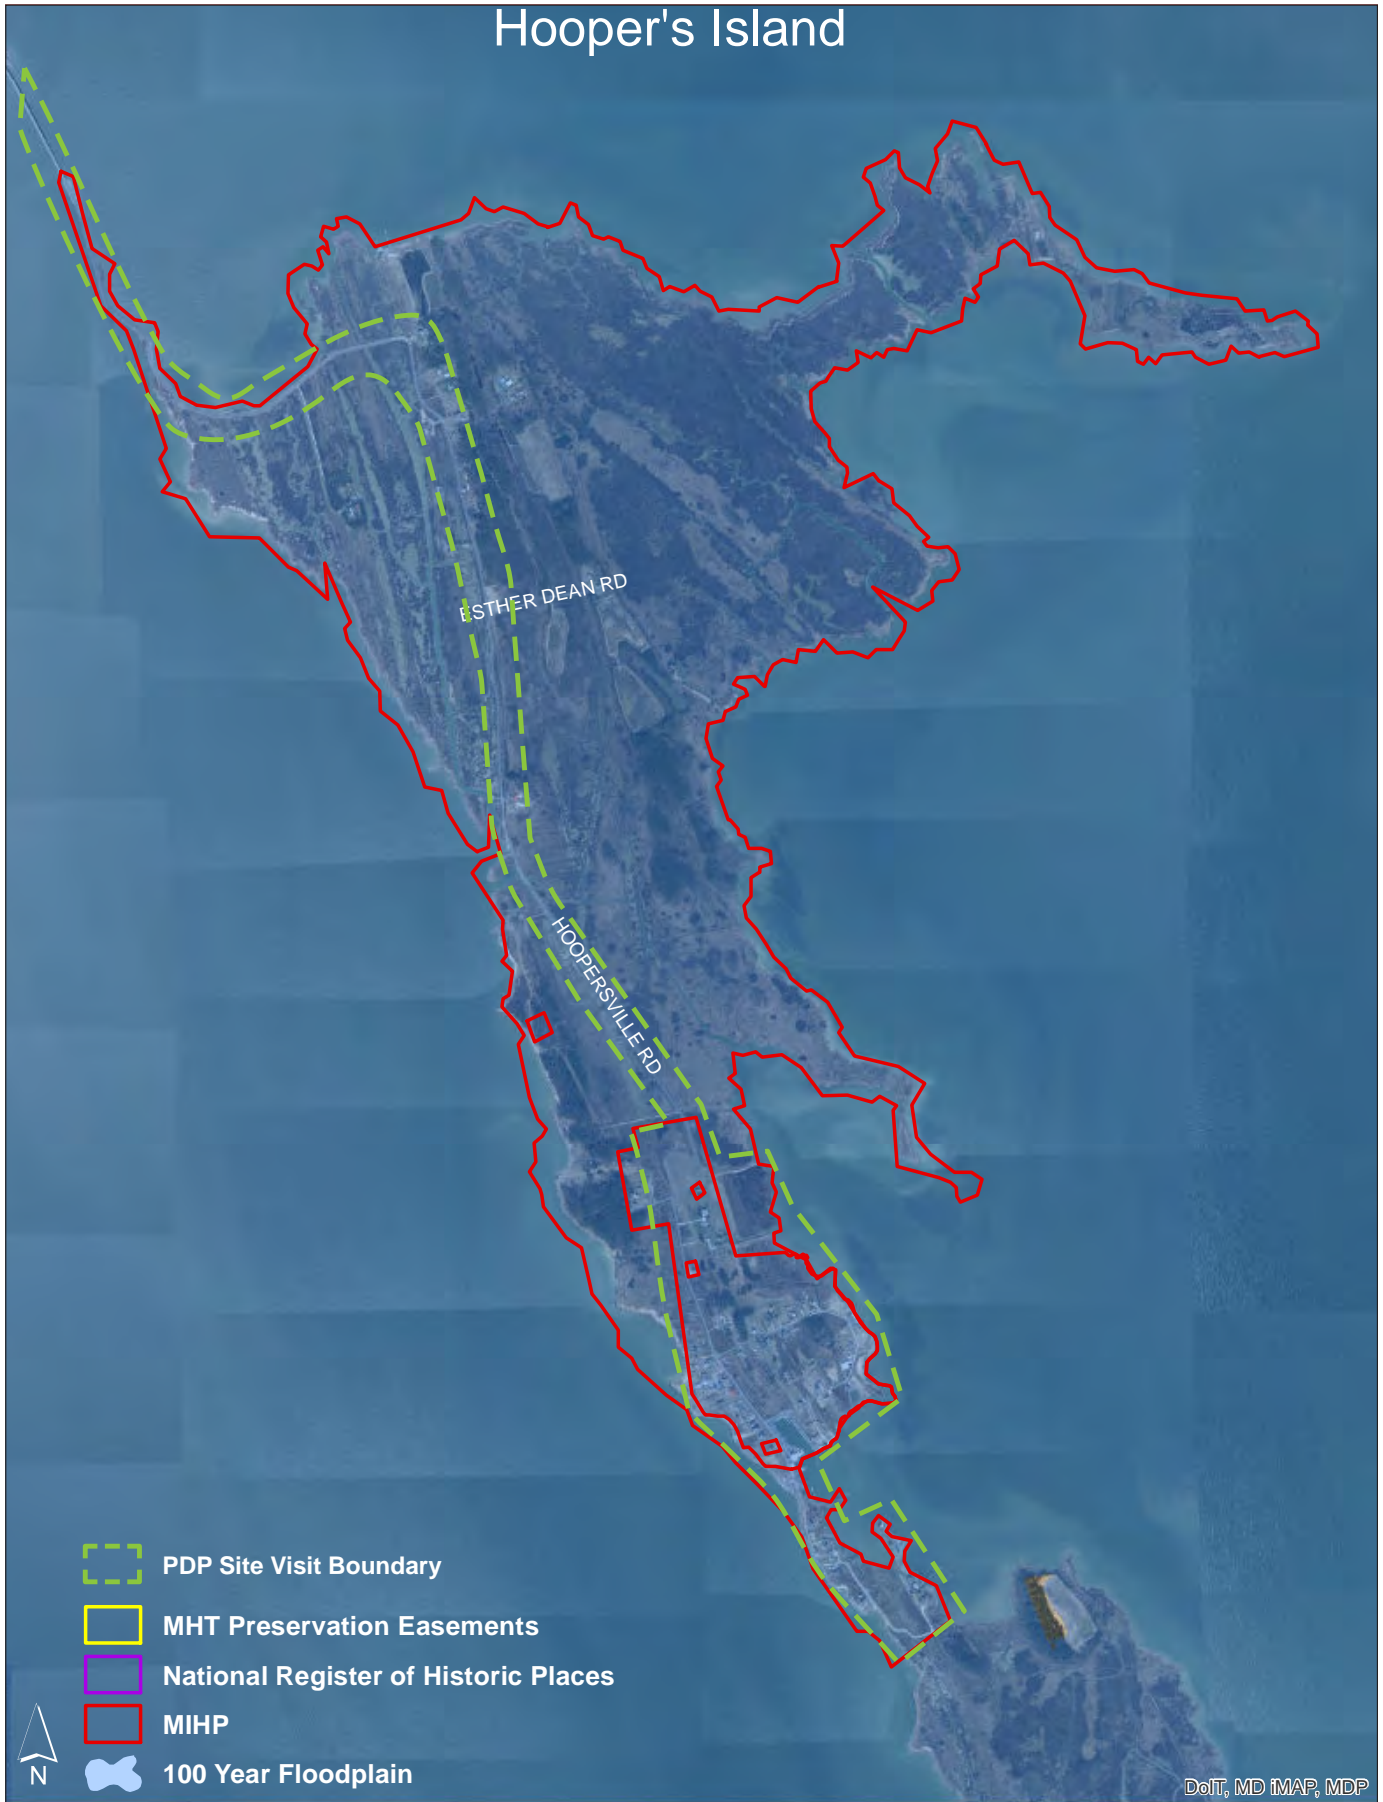 Hooper's Island
ESTHER DEAN RD
HOOPERSVILLE RD
PDP Site Visit Boundary
MHT Preservation Easements
National Register of Historic Places
MIHP
100 Year Floodplain
N
DoIT, MD iMAP, MDP